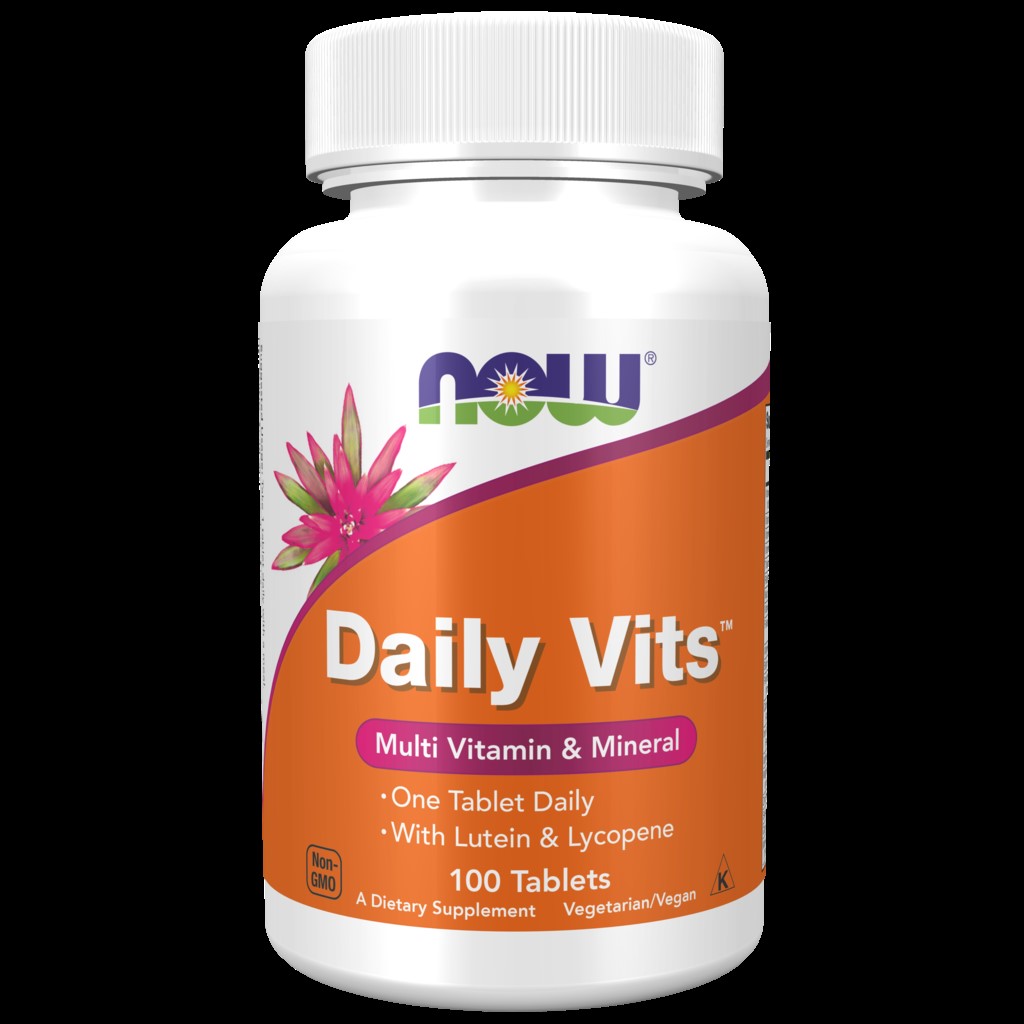 NOW®
Daily Vits™
Multi Vitamin & Mineral
•One Tablet Daily
•With Lutein & Lycopene
Non-
GMO
100 Tablets
K
A Dietary Supplement Vegetarian/Vegan